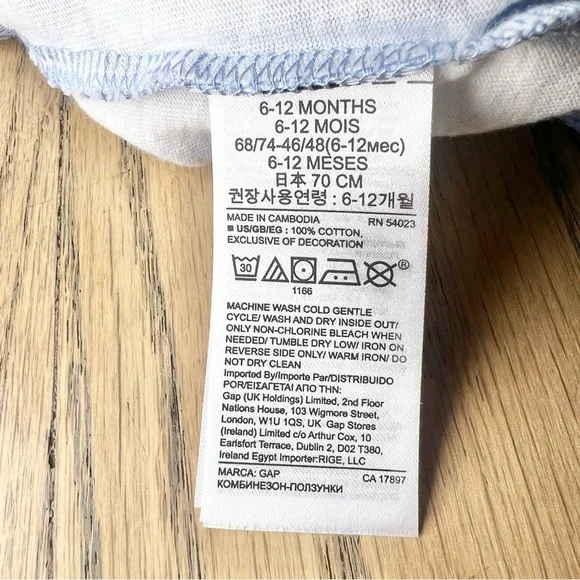 6-12 MONTHS
6-12 MOIS
68/74-46/48(6-12мес)
6-12 MESES
日本 70 CM
권장사용연령 : 6-12개월
MADE IN CAMBODIA RN 54023
■ US/GB/EG : 100% COTTON,
EXCLUSIVE OF DECORATION
30
®
1166
MACHINE WASH COLD GENTLE
CYCLE/ WASH AND DRY INSIDE OUT/
ONLY NON-CHLORINE BLEACH WHEN
NEEDED/ TUMBLE DRY LOW/ IRON ON
REVERSE SIDE ONLY/ WARM IRON/ DO
NOT DRY CLEAN
Imported By/Importe Par/DISTRIBUIDO
POR/ΕΙΣΑΓΕΤΑΙ ΑΠΟ ΤΗΝ:
Gap (UK Holdings) Limited, 2nd Floor
Nations House, 103 Wigmore Street,
London, W1U 1QS, UK Gap Stores
(Ireland) Limited c/o Arthur Cox, 10
Earlsfort Terrace, Dublin 2, D02 T380,
Ireland Egypt Importer:RIGE, LLC
МАRCA: GAP CA 17897
КОМБИНЕЗОН-ПОЛЗУНКИ